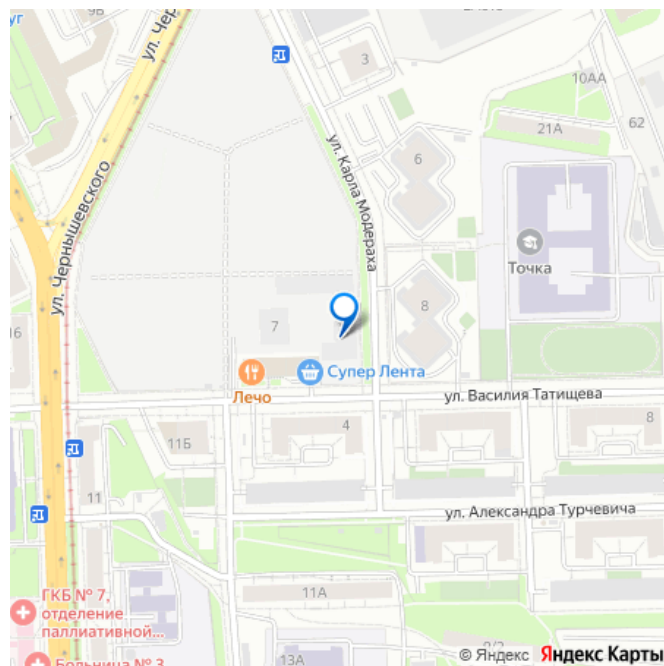 уг
9Б
ул. Чер
3
10АА
62
21А
ул. Карла Модераха
6
ул. Чернышевского
Точка
16
7
8
Супер Лента
Лечо
ул. Василия Татищева
4
8
11Б
11
ул. Александра Турчевича
ГКБ № 7,
отделение
паллиативной...
11А
Больница № 3
13А
© Яндекс Яндекс Карты